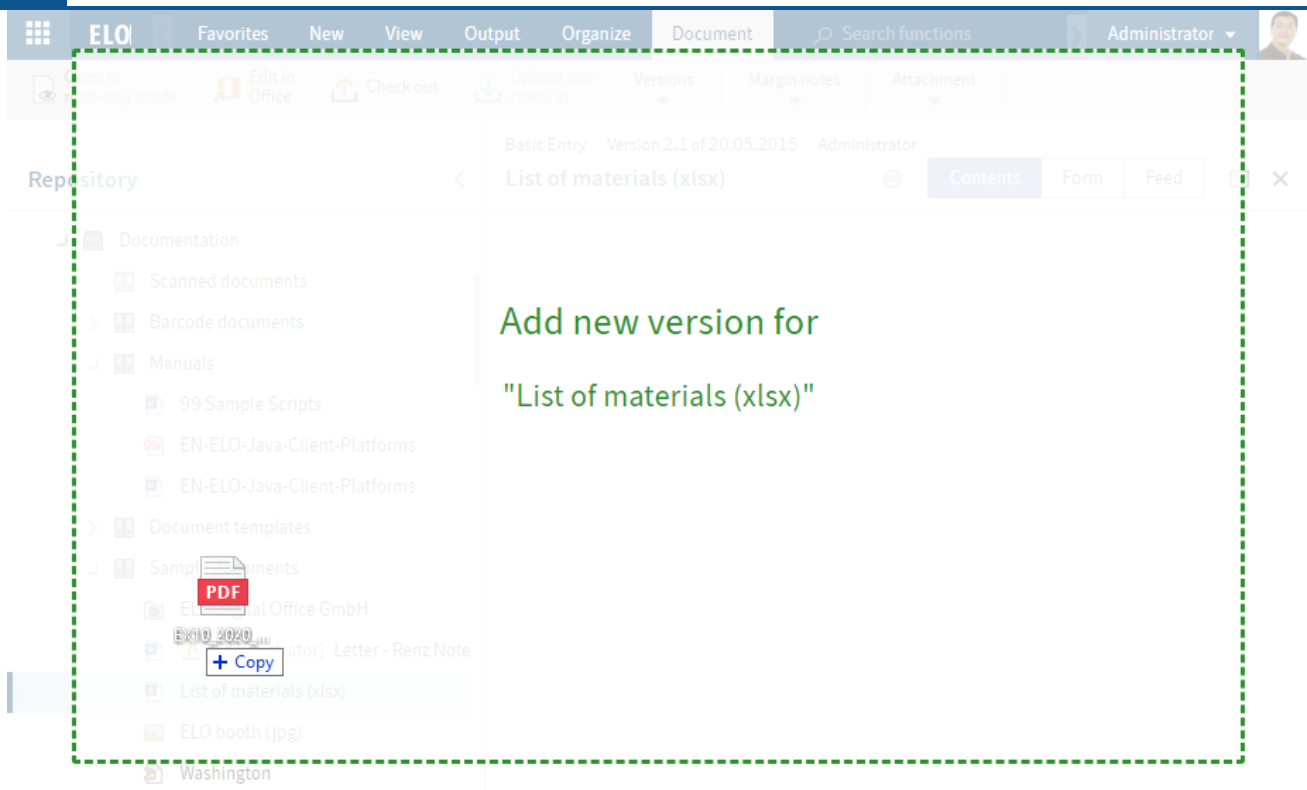 ELO Favorites New View Output Organize Document Search functions Administrator
Open in Edit in Check out Upload and Versions Margin notes Attachment
read-only mode Office check in
Basic Entry Version 2.1 of 20.05.2015 Administrator
Repository List of materials (xlsx) Contents Form Feed
Documentation
Scanned documents
Add new version for
Barcode documents
Manuals
"List of materials (xlsx)"
99 Sample Scripts
EN-ELO-Java-Client-Platforms
EN-ELO-Java-Client-Platforms
Document templates
PDF
EX10_2020_...
+ Copy
Letter - Renz Note
List of materials (xlsx)
ELO booth (jpg)
Washington